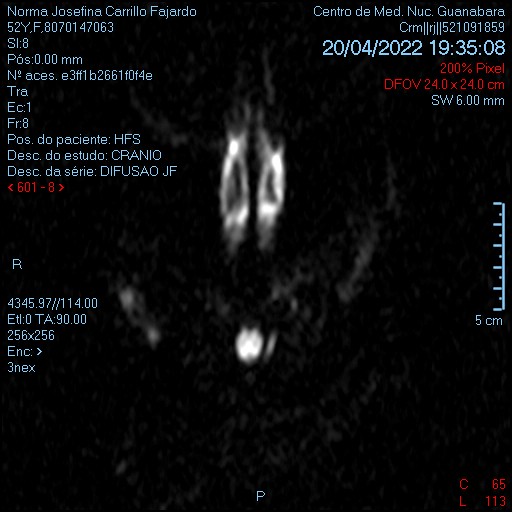 Norma Josefina Carrillo Fajardo
52Y,F,8070147063
Sl:8
Pós:0.00 mm
Nº aces. e3ff1b2661f0f4e
Tra
Ec:1
Fr:8
Pos. do paciente: HFS
Desc. do estudo: CRANIO
Desc. da série: DIFUSAO JF
< 601 - 8 >
Centro de Med. Nuc. Guanabara
Crm||rj||521091859
20/04/2022 19:35:08
200% Pixel
DFOV 24.0 x 24.0 cm
SW 6.00 mm
R
5 cm
4345.97//114.00
Etl:0 TA:90.00
256x256
Enc: >
3nex
P
C 65
L 113